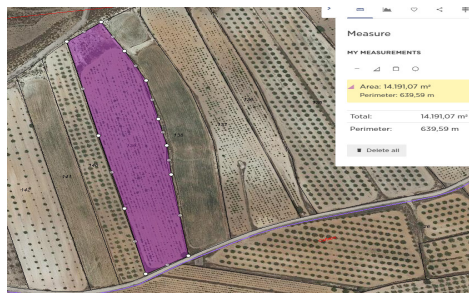 Measure
MY MEASUREMENTS
Area: 14.191,07 m²
Perimeter: 639,59 m
Total: 14.191,07 m²
Perimeter: 639,59 m
Delete all